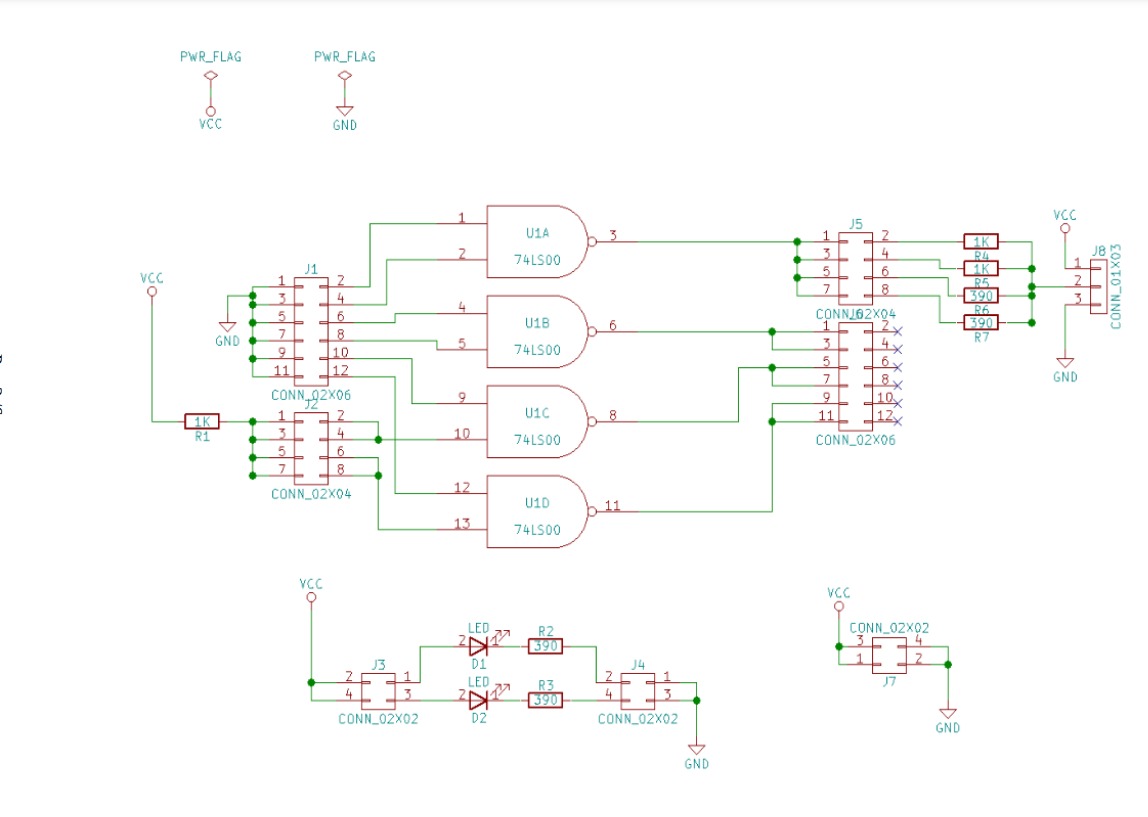 PWR_FLAG PWR_FLAG
VCC GND
1 U1A 3
2 74LS00
VCC
J5
1 2 1K R4
3 4 1K R5
5 6 390 R6
7 8 390 R7
CONN_02X04
VCC
J8
1
2
3
CONN_01X03
GND
VCC
J1
1 2
3 4
5 6
7 8
9 10
11 12
GND
CONN_02X06
4 U1B 6
5 74LS00
J6
1 2
3 4
5 6
7 8
9 10
11 12
CONN_02X06
9 U1C 8
10 74LS00
1K
R1
J2
1 2
3 4
5 6
7 8
CONN_02X04
12 U1D 11
13 74LS00
VCC
J3
2 1
4 3
CONN_02X02
LED
2 1
D1
R2
390
LED
2 1
D2
R3
390
J4
2 1
4 3
CONN_02X02
GND
VCC
CONN_02X02
3 4
1 2
J7
GND